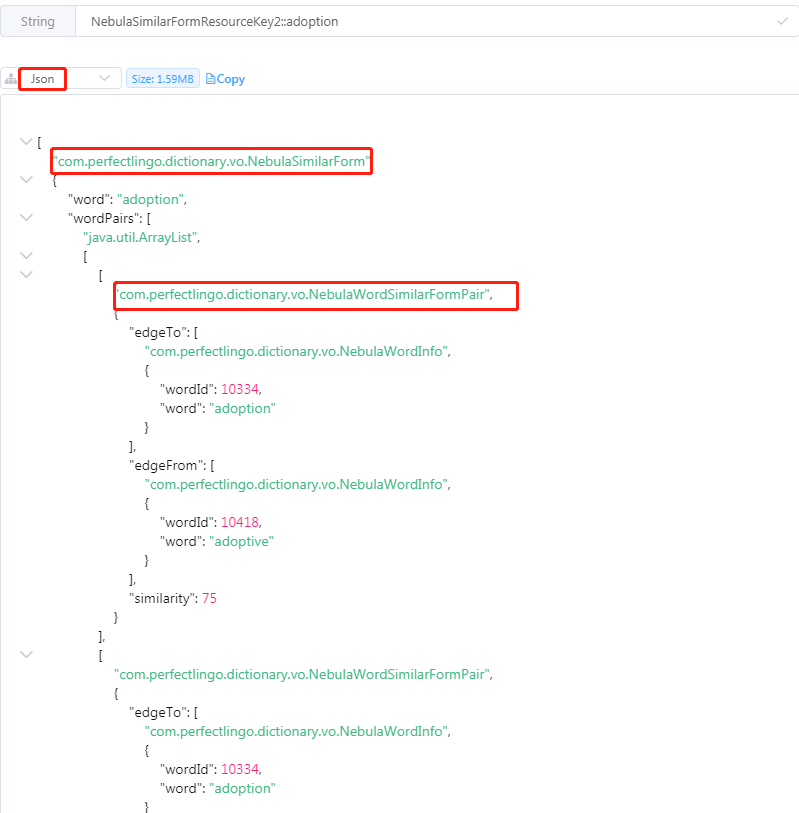 String NebulaSimilarFormResourceKey2::adoption
Json Size: 1.59MB Copy
[
"com.perfectlingo.dictionary.vo.NebulaSimilarForm"
{
"word": "adoption",
"wordPairs": [
"java.util.ArrayList",
[
[
"com.perfectlingo.dictionary.vo.NebulaWordSimilarFormPair",
{
"edgeTo": [
"com.perfectlingo.dictionary.vo.NebulaWordInfo",
{
"wordId": 10334,
"word": "adoption"
}
],
"edgeFrom": [
"com.perfectlingo.dictionary.vo.NebulaWordInfo",
{
"wordId": 10418,
"word": "adoptive"
}
],
"similarity": 75
}
],
[
"com.perfectlingo.dictionary.vo.NebulaWordSimilarFormPair",
{
"edgeTo": [
"com.perfectlingo.dictionary.vo.NebulaWordInfo",
{
"wordId": 10334,
"word": "adoption"
}